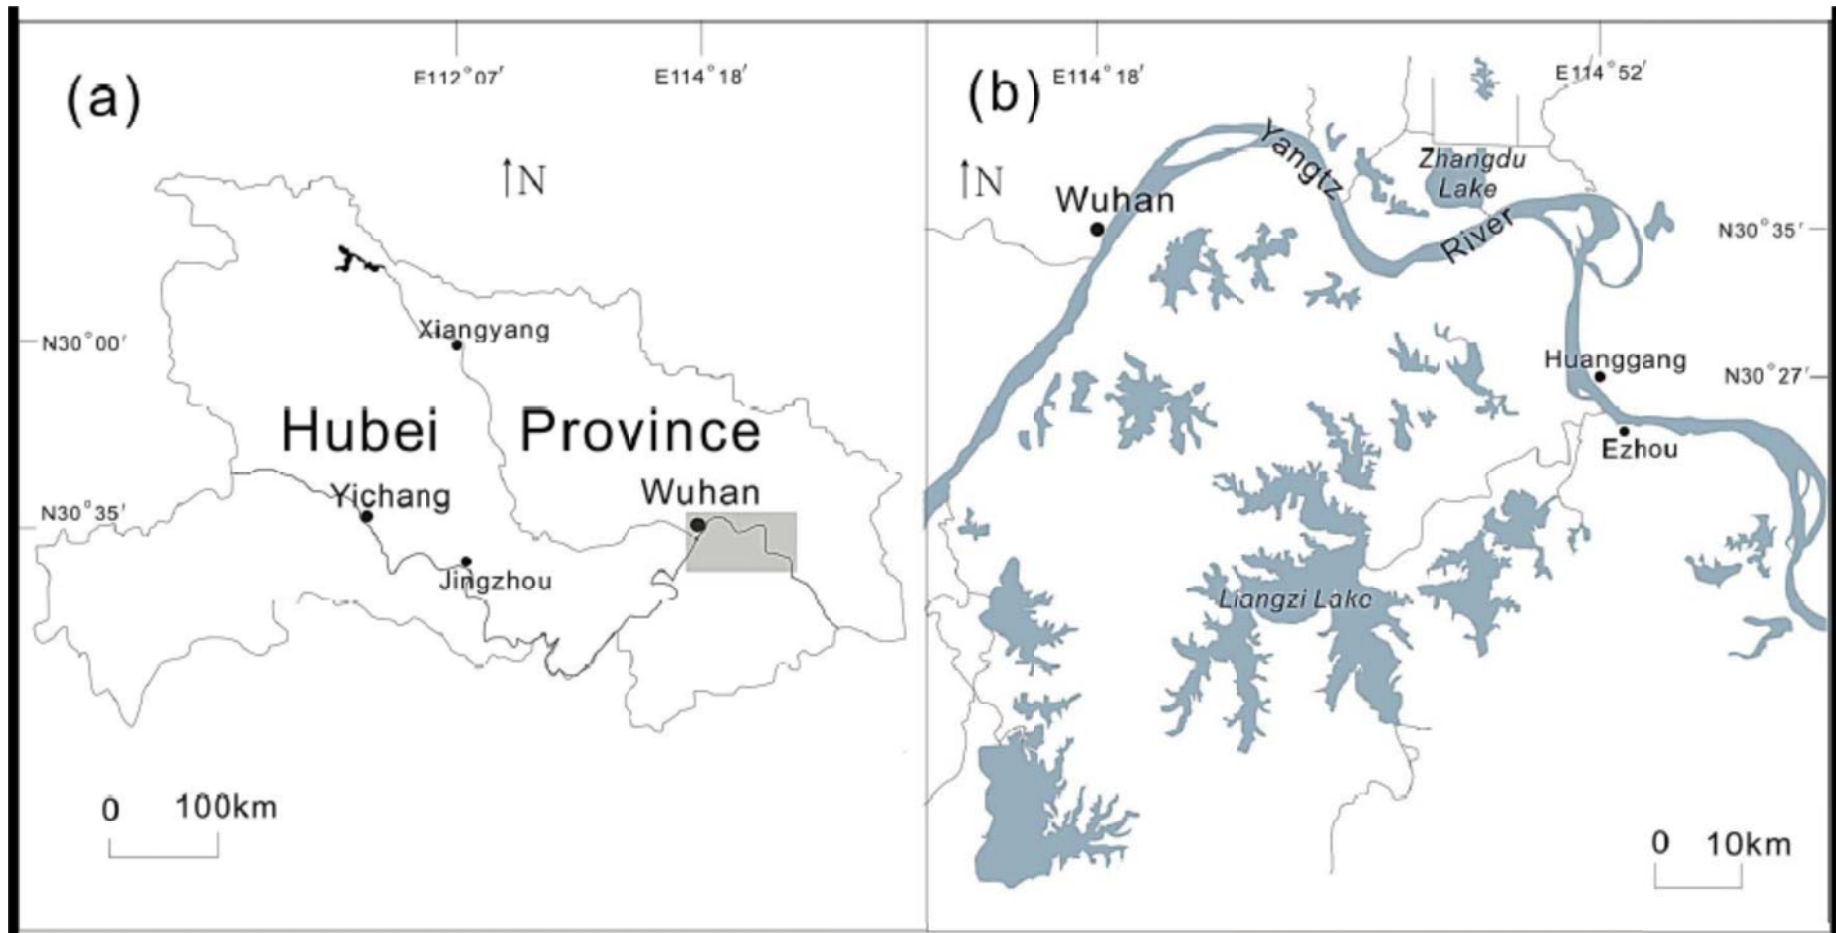 (a)
E112°07′
E114°18′
N
Xiangyang
N30°00′
Hubei Province
Yichang
Wuhan
N30°35′
Jingzhou
0 100km
(b)
E114°18′
E114°52′
N
Yangtz
River
Zhangdu
Lake
Wuhan
N30°35′
Huanggang
N30°27′
Ezhou
Liangzi Lake
0 10km